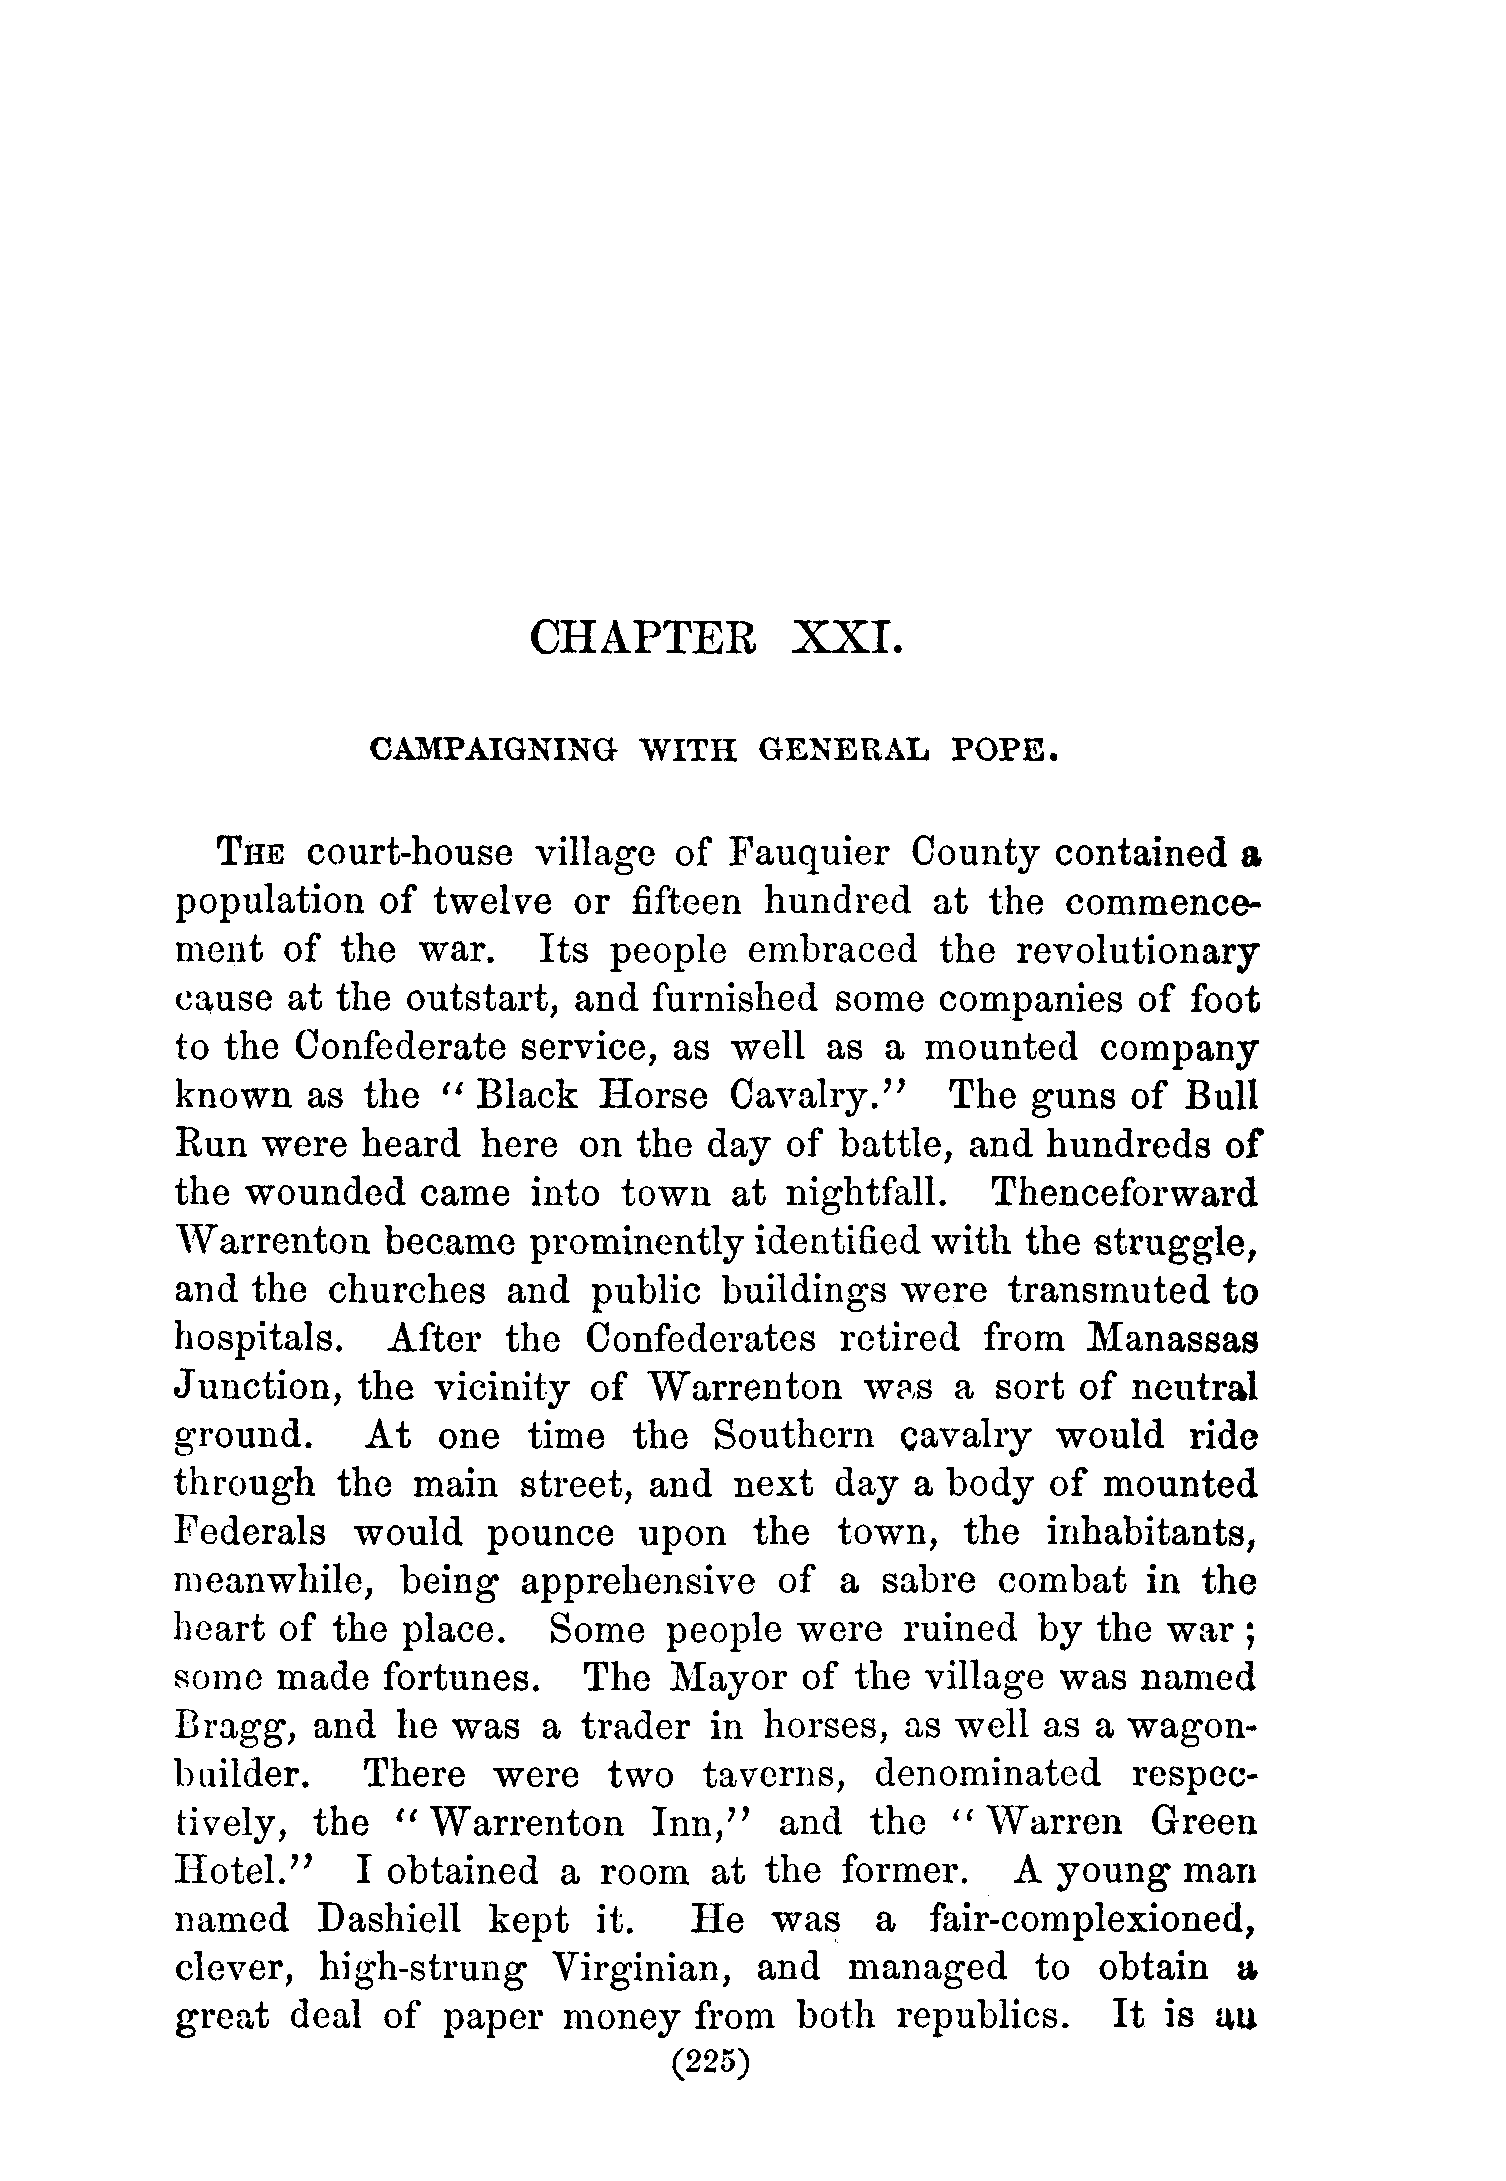 CHAPTER XXI.
CAMPAIGNING WITH GENERAL POPE.
THE court-house village of Fauquier County contained a
population of twelve or fifteen hundred at the commence-
ment of the war. Its people embraced the revolutionary
cause at the outstart, and furnished some companies of foot
to the Confederate service, as well as a mounted company
known as the “Black Horse Cavalry.” The guns of Bull
Run were heard here on the day of battle, and hundreds of
the wounded came into town at nightfall. Thenceforward
Warrenton became prominently identified with the struggle,
and the churches and public buildings were transmuted to
hospitals. After the Confederates retired from Manassas
Junction, the vicinity of Warrenton was a sort of neutral
ground. At one time the Southern cavalry would ride
through the main street, and next day a body of mounted
Federals would pounce upon the town, the inhabitants,
meanwhile, being apprehensive of a sabre combat in the
heart of the place. Some people were ruined by the war;
some made fortunes. The Mayor of the village was named
Bragg, and he was a trader in horses, as well as a wagon-
builder. There were two taverns, denominated respec-
tively, the “Warrenton Inn,” and the “Warren Green
Hotel.” I obtained a room at the former. A young man
named Dashiell kept it. He was a fair-complexioned,
clever, high-strung Virginian, and managed to obtain a
great deal of paper money from both republics. It is an
(225)